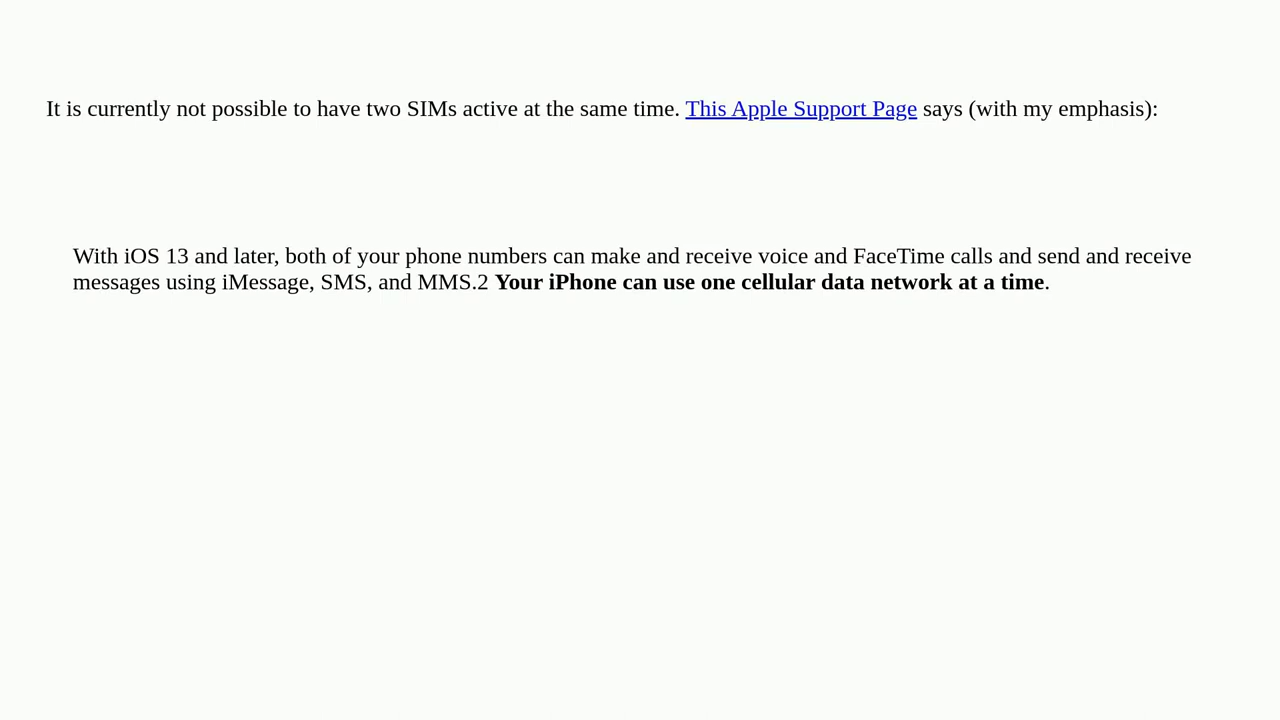 It is currently not possible to have two SIMs active at the same time. This Apple Support Page says (with my emphasis):
With iOS 13 and later, both of your phone numbers can make and receive voice and FaceTime calls and send and receive
messages using iMessage, SMS, and MMS.2 Your iPhone can use one cellular data network at a time.